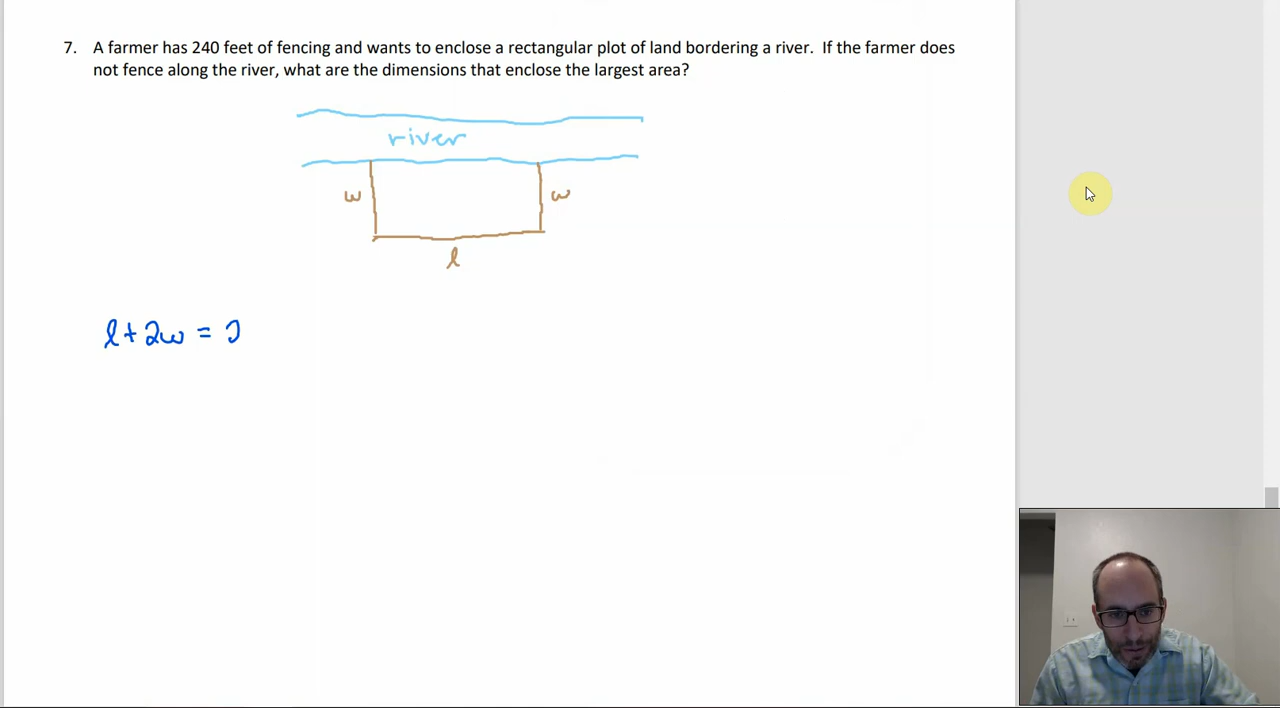 7. A farmer has 240 feet of fencing and wants to enclose a rectangular plot of land bordering a river. If the farmer does
not fence along the river, what are the dimensions that enclose the largest area?
river
w w
l
l + 2w = 2